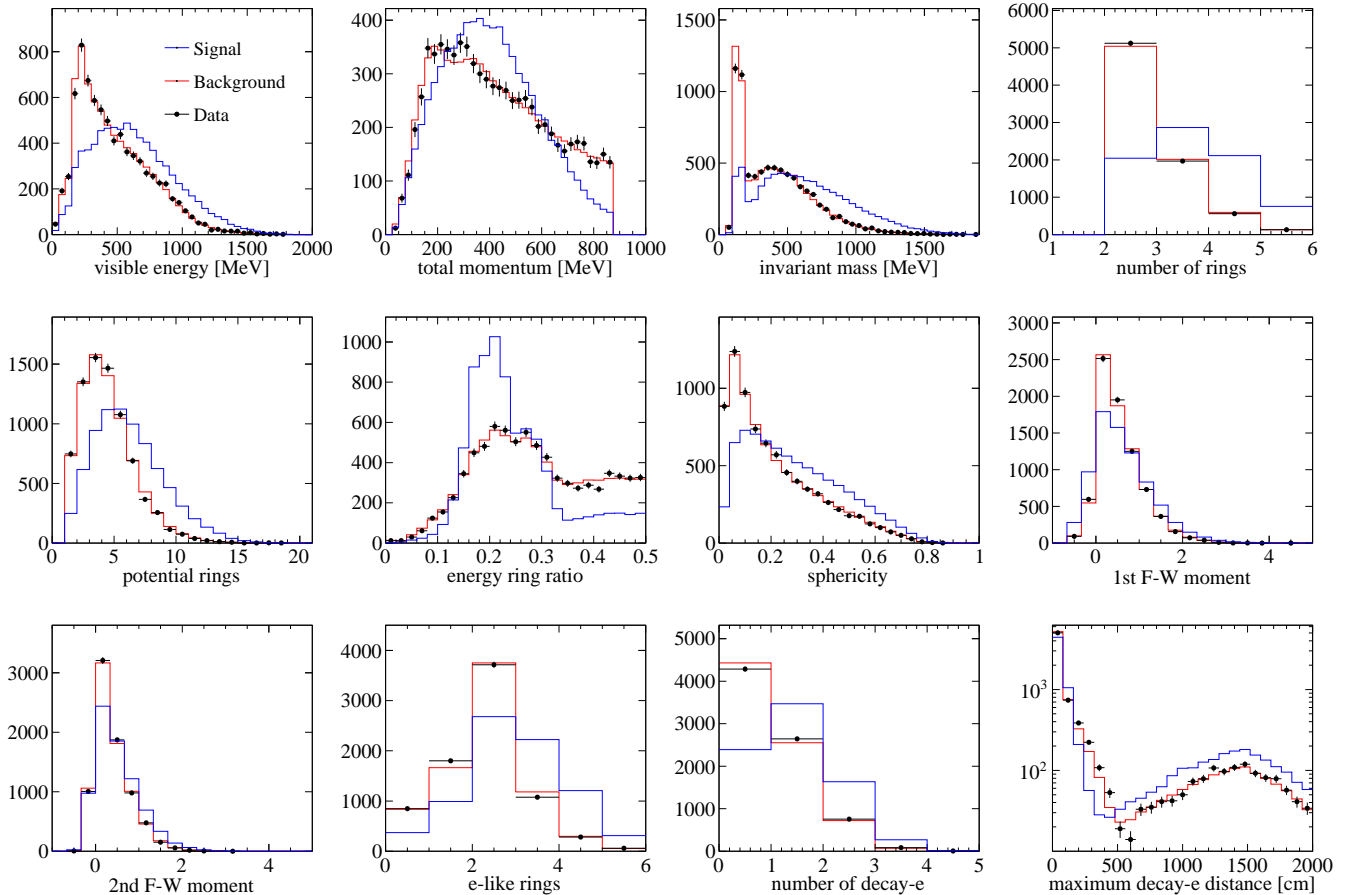 800
600
400
200
0
0 500 1000 1500 2000
visible energy [MeV]
Signal
Background
Data
400
300
200
100
0
0 200 400 600 800 1000
total momentum [MeV]
1500
1000
500
0
0 500 1000 1500
invariant mass [MeV]
6000
5000
4000
3000
2000
1000
0
1 2 3 4 5 6
number of rings
1500
1000
500
0
0 5 10 15 20
potential rings
1000
800
600
400
200
0
0 0.1 0.2 0.3 0.4 0.5
energy ring ratio
1000
500
0
0 0.2 0.4 0.6 0.8 1
sphericity
3000
2500
2000
1500
1000
500
0
0 2 4
1st F-W moment
3000
2000
1000
0
0 2 4
2nd F-W moment
4000
3000
2000
1000
0
0 2 4 6
e-like rings
5000
4000
3000
2000
1000
0
0 1 2 3 4 5
number of decay-e
10³
10²
0 500 1000 1500 2000
maximum decay-e distance [cm]